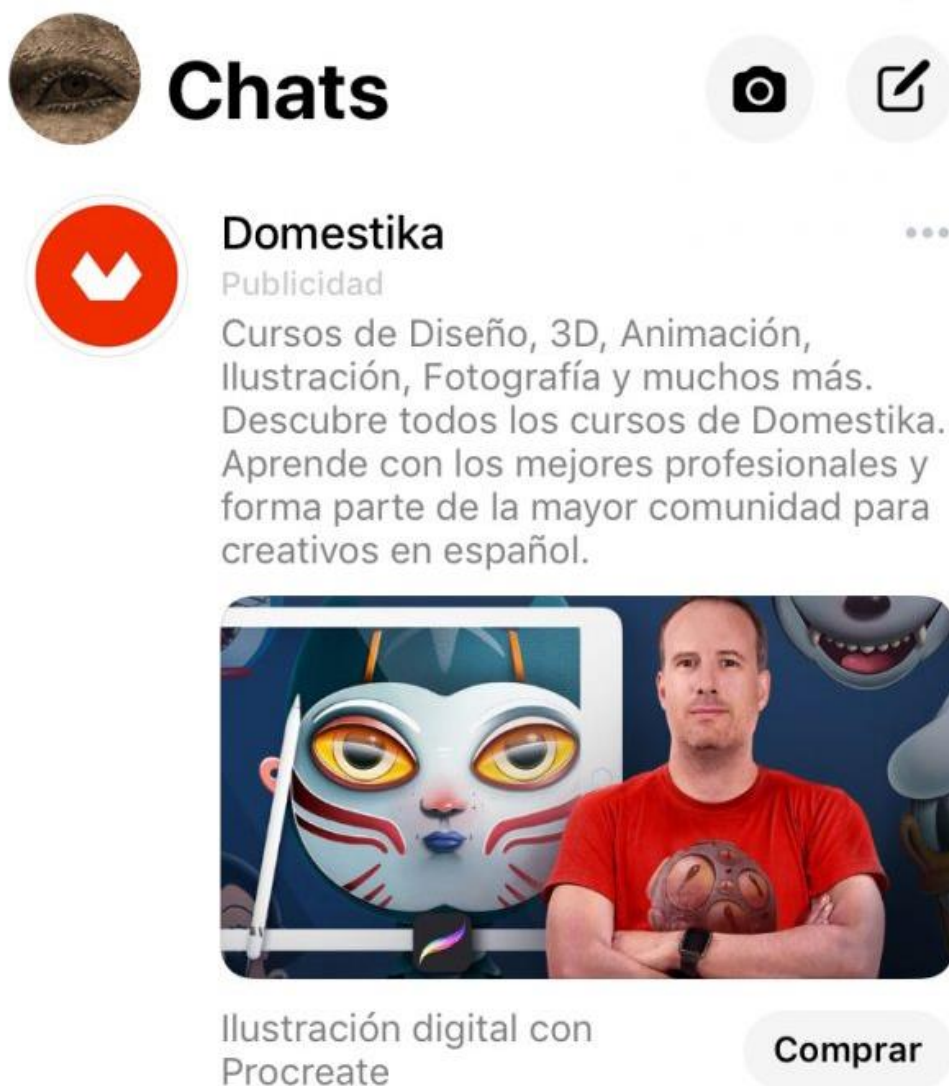 Chats
Domestika
Publicidad
Cursos de Diseño, 3D, Animación,
Ilustración, Fotografía y muchos más.
Descubre todos los cursos de Domestika.
Aprende con los mejores profesionales y
forma parte de la mayor comunidad para
creativos en español.
Ilustración digital con
Procreate
Comprar